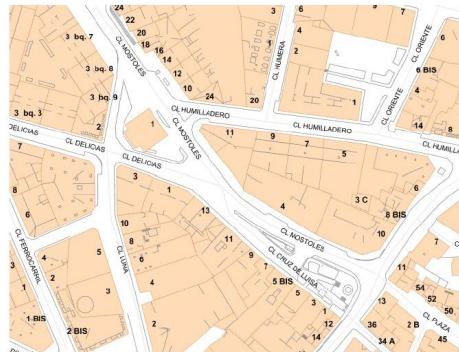 24
22
20
18
16
14
12
10
24
CL MOSTOLES
3 bq. 7
3 bq. 8
3 bq. 9
3 bq. 3
2
1
3
1
20
CL HUMERA
6
4
2
9
7
1
CL ORIENTE
6 BIS
4
14
8
CL ORIENTE
CL HUMILLADERO
CL HUMILLADERO
CL HUMILLA
CL MOSTOLES
11
9
7
5
6
DELICIAS
CL DELICIAS
CL DELICIAS
7
8
6
3
1
13
11
9
7
5 BIS
5
3
1
12
14
4
3 C
8 BIS
10
CL MOSTOLES
CL CRUZ DE LUISA
CL FERROCARRIL
CL LUNA
10
8
6
4
2
4
2
5
3
3
1
1 BIS
2 BIS
11
54
52
50
7
CL PLAZA
13
36
34 A
2 B
45